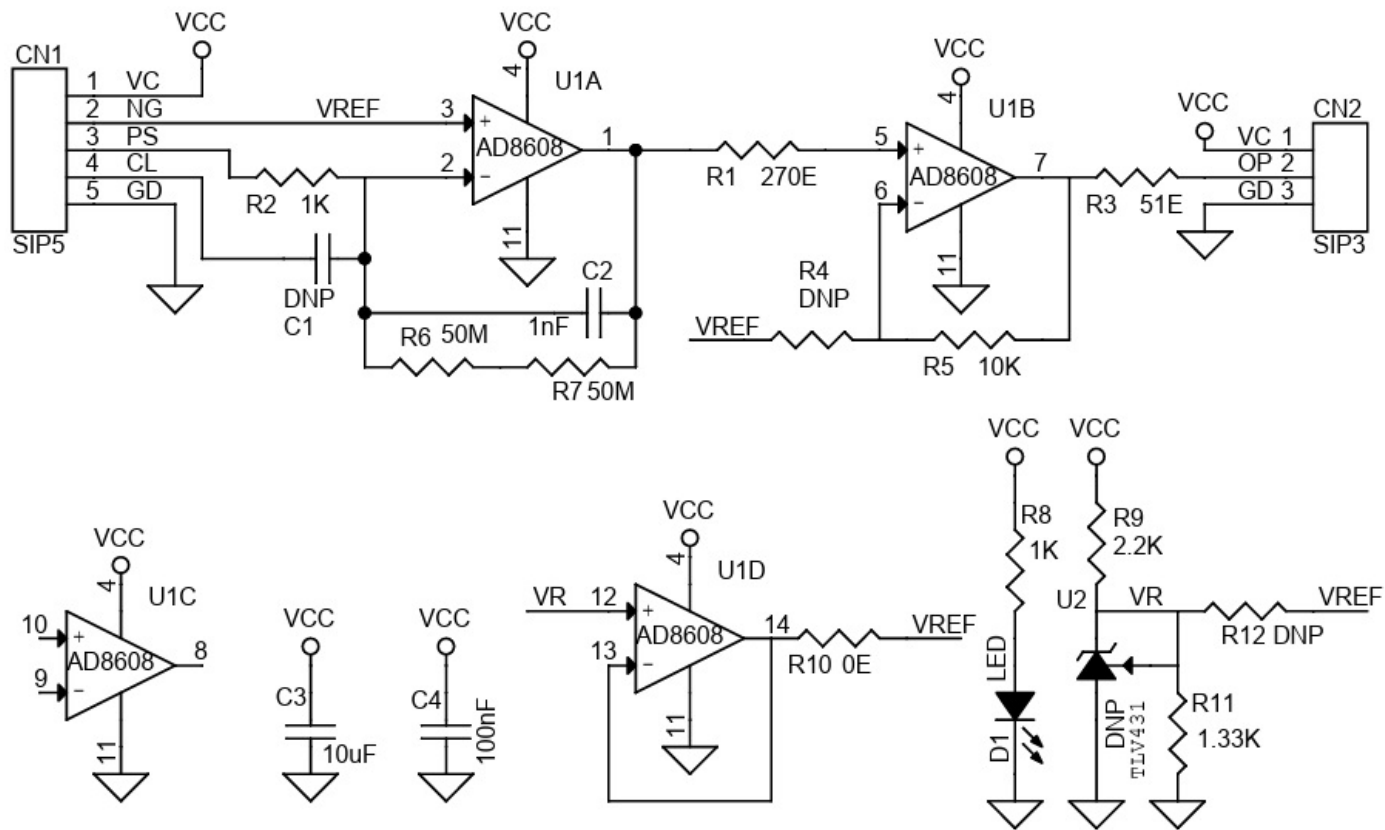 VCC
VCC
VCC
CN1
1 VC
2 NG
3 PS
4 CL
5 GD
SIP5
VREF
3
+
2
−
4
U1A
AD8608
1
11
R2 1K
DNP
C1
C2
1nF
R6 50M
R7 50M
R1 270E
5
+
6
−
4
U1B
AD8608
7
11
R4
DNP
VREF
R5 10K
R3 51E
VCC
CN2
VC 1
OP 2
GD 3
SIP3
VCC
4
U1C
10
+
AD8608
8
9
−
11
VCC
C3
10uF
VCC
C4
100nF
VCC
4
U1D
VR
12
+
AD8608
14
13
−
11
R10 0E
VREF
VCC
R8
1K
LED
D1
VCC
R9
2.2K
U2
VR
VREF
R12 DNP
DNP
TLV431
R11
1.33K